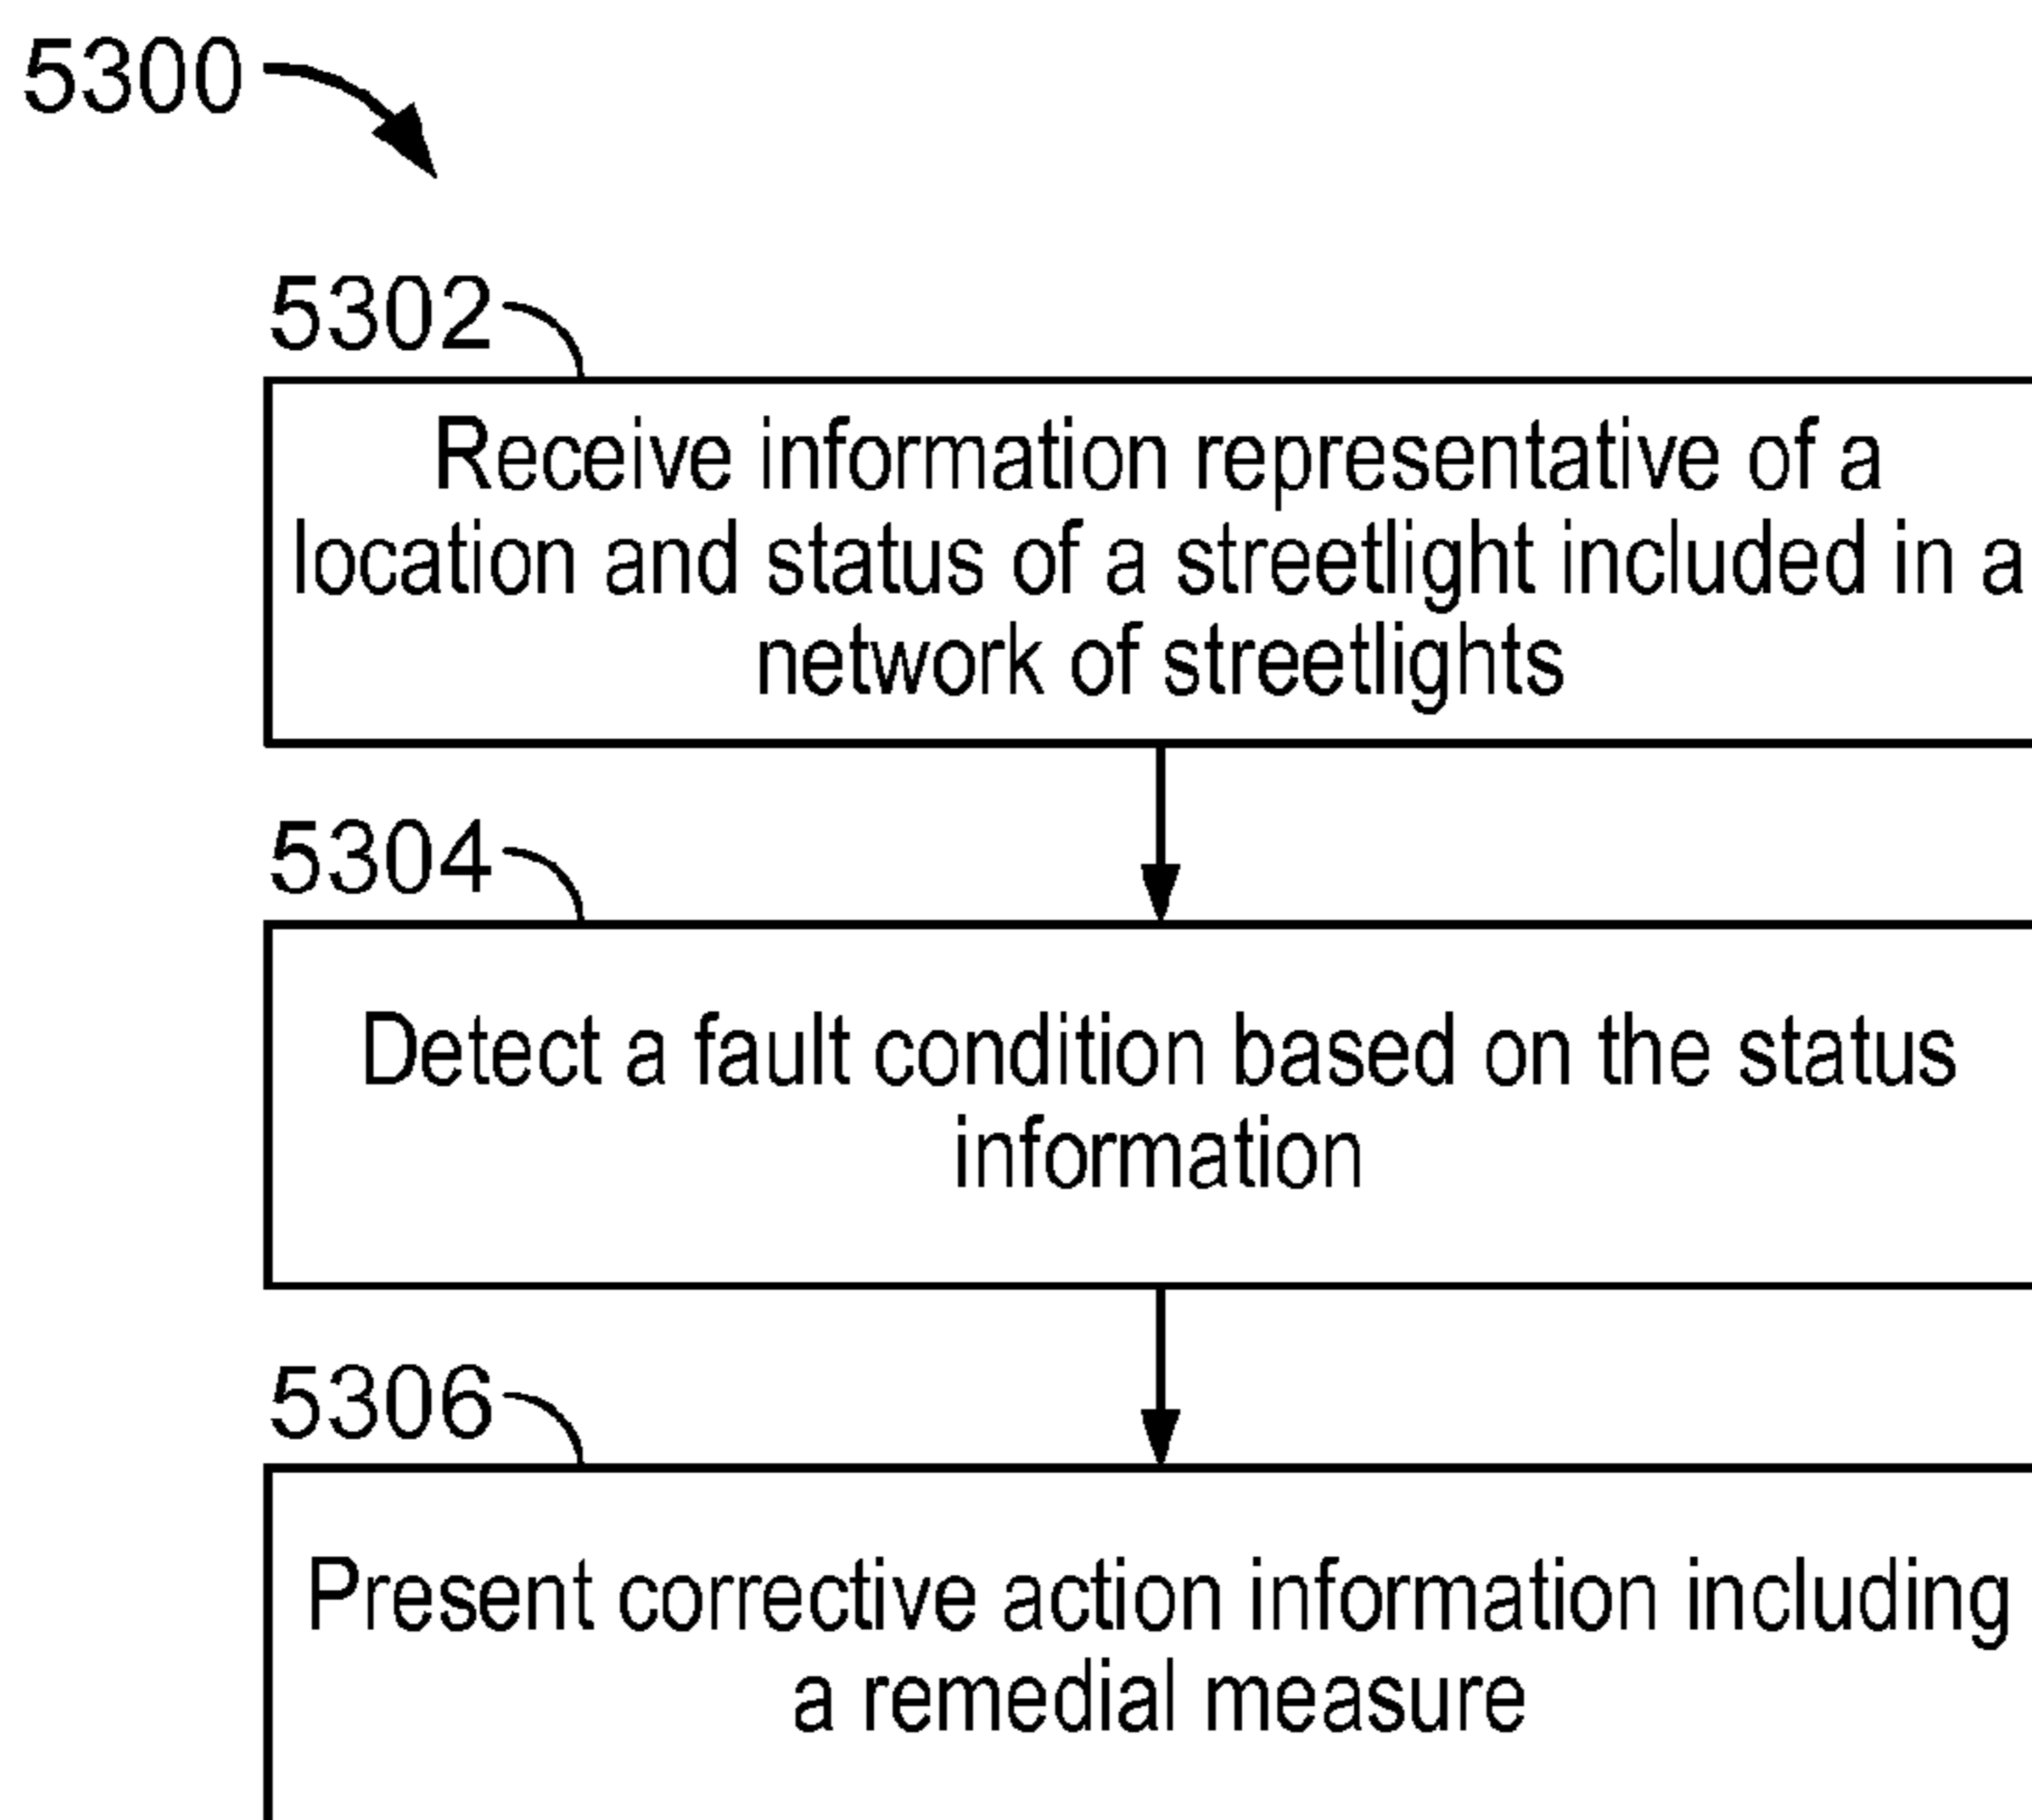 5300
5302
Receive information representative of a
location and status of a streetlight included in a
network of streetlights
5304
Detect a fault condition based on the status
information
5306
Present corrective action information including
a remedial measure